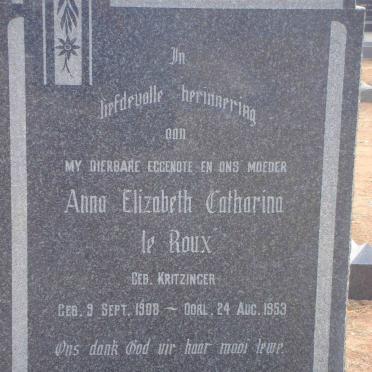 In
liefdevolle herinnering
aan
MY DIERBARE EGGENOTE EN ONS MOEDER
Anna Elizabeth Catharina
le Roux
GEB. KRITZINGER
GEB. 9 SEPT. 1908 ~ OORL. 24 AUG. 1953
Ons dank God vir haar mooi lewe.